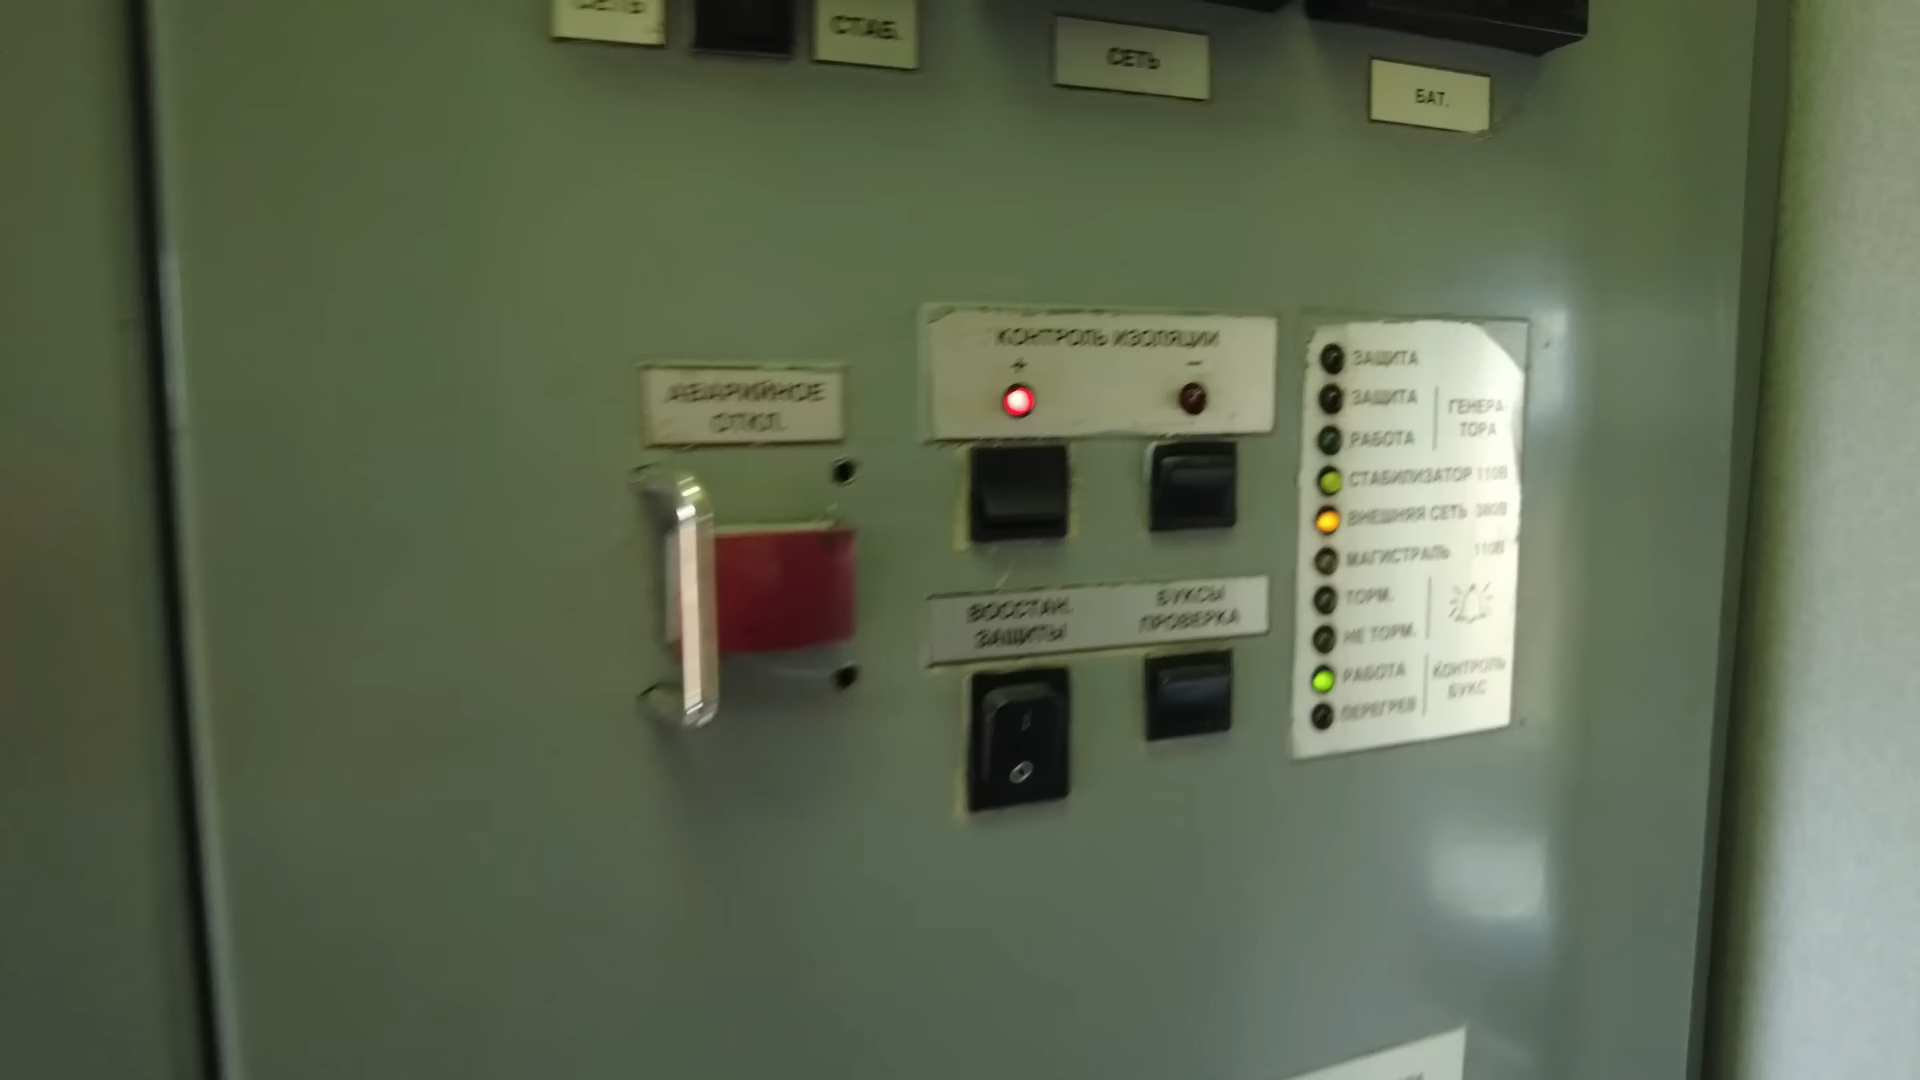 СЕТЬ
СТАБ.
СЕТЬ
БАТ.
АВАРИЙНОЕ
ОТКЛ.
КОНТРОЛЬ ИЗОЛЯЦИИ
+ −
ВОССТАН.
ЗАЩИТЫ
БУКСЫ
ПРОВЕРКА
ЗАЩИТА
ЗАЩИТА
РАБОТА
ГЕНЕРА-
ТОРА
СТАБИЛИЗАТОР 110В
ВНЕШНЯЯ СЕТЬ 380В
МАГИСТРАЛЬ 110В
ТОРМ.
НЕ ТОРМ.
РАБОТА
ПЕРЕГРЕВ
КОНТРОЛЬ
БУКС